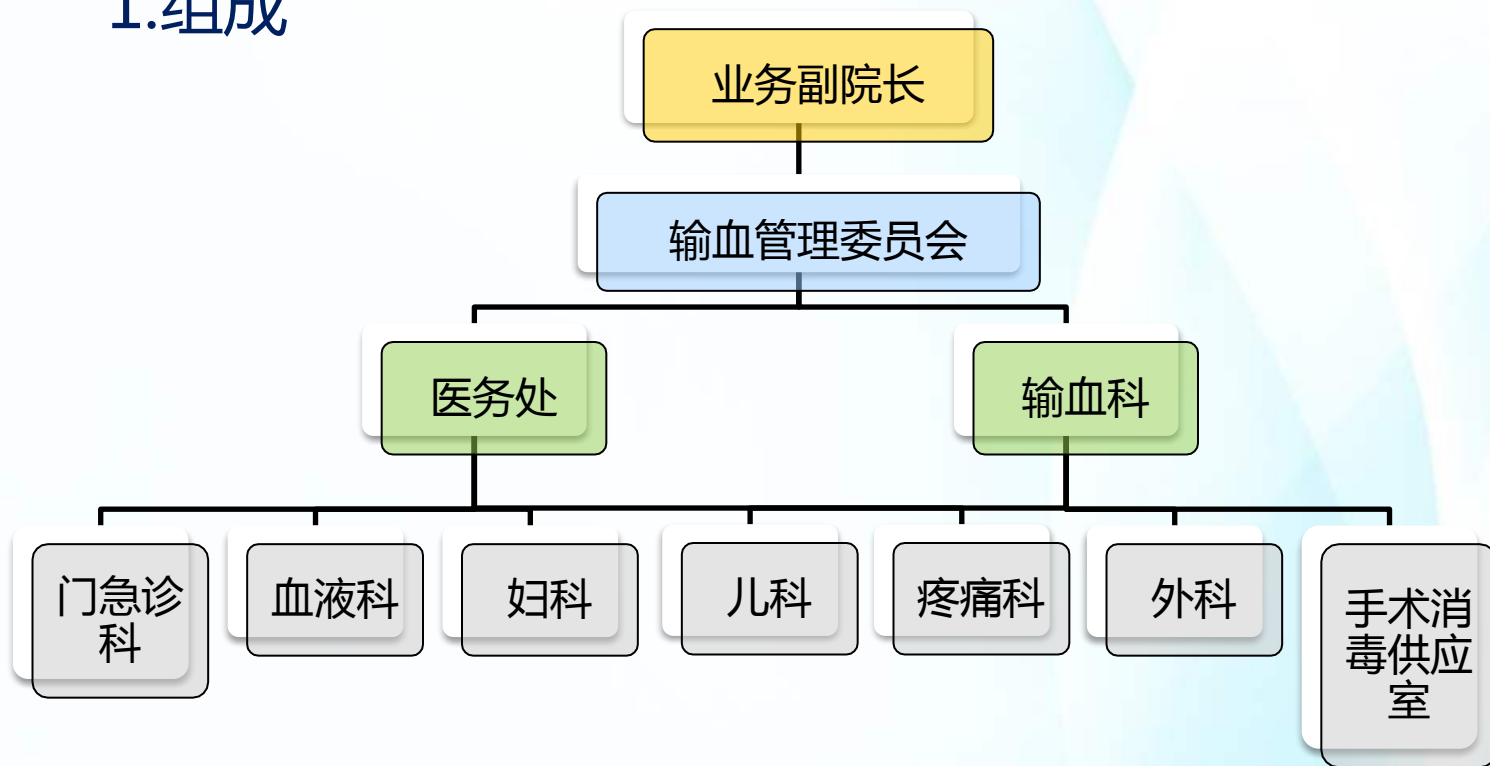 1.组成
业务副院长
输血管理委员会
医务处
输血科
门急诊
科
血液科
妇科
儿科
疼痛科
外科
手术消
毒供应
室